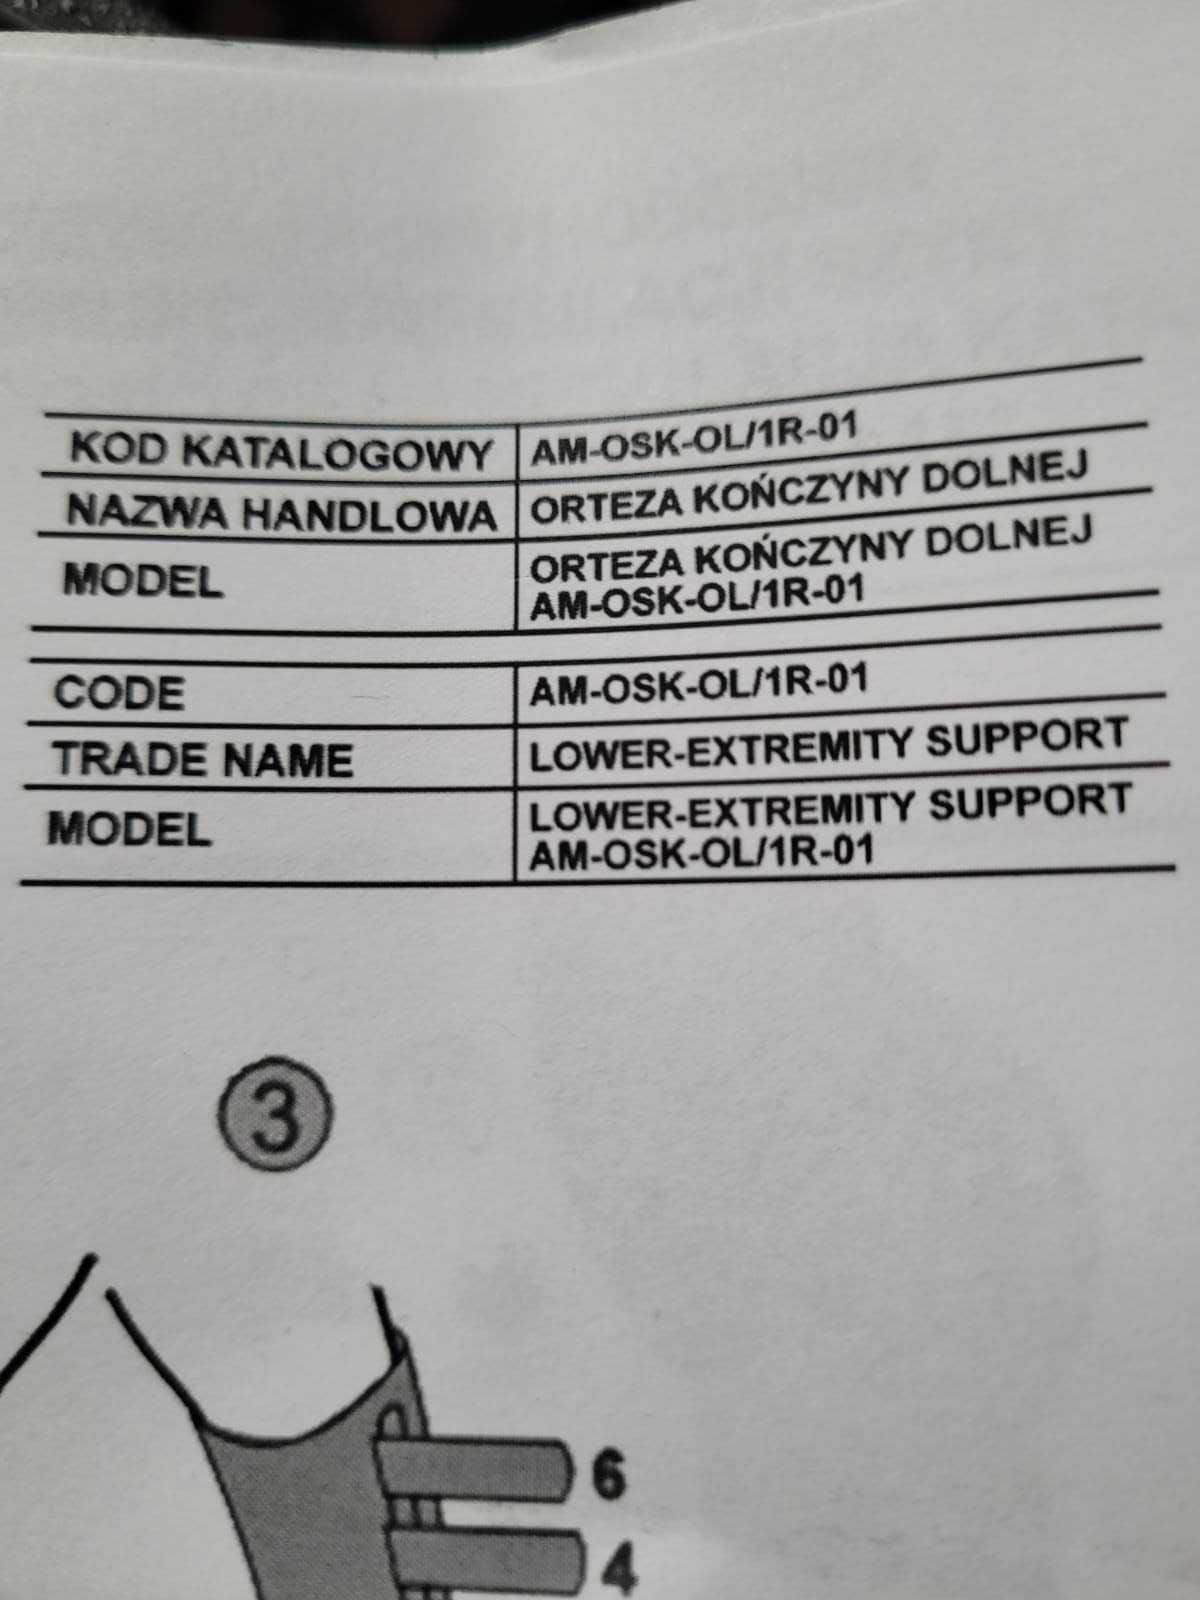 KOD KATALOGOWY AM-OSK-OL/1R-01
NAZWA HANDLOWA ORTEZA KOŃCZYNY DOLNEJ
MODEL ORTEZA KOŃCZYNY DOLNEJ
AM-OSK-OL/1R-01
CODE AM-OSK-OL/1R-01
TRADE NAME LOWER-EXTREMITY SUPPORT
MODEL LOWER-EXTREMITY SUPPORT
AM-OSK-OL/1R-01
3
6
4